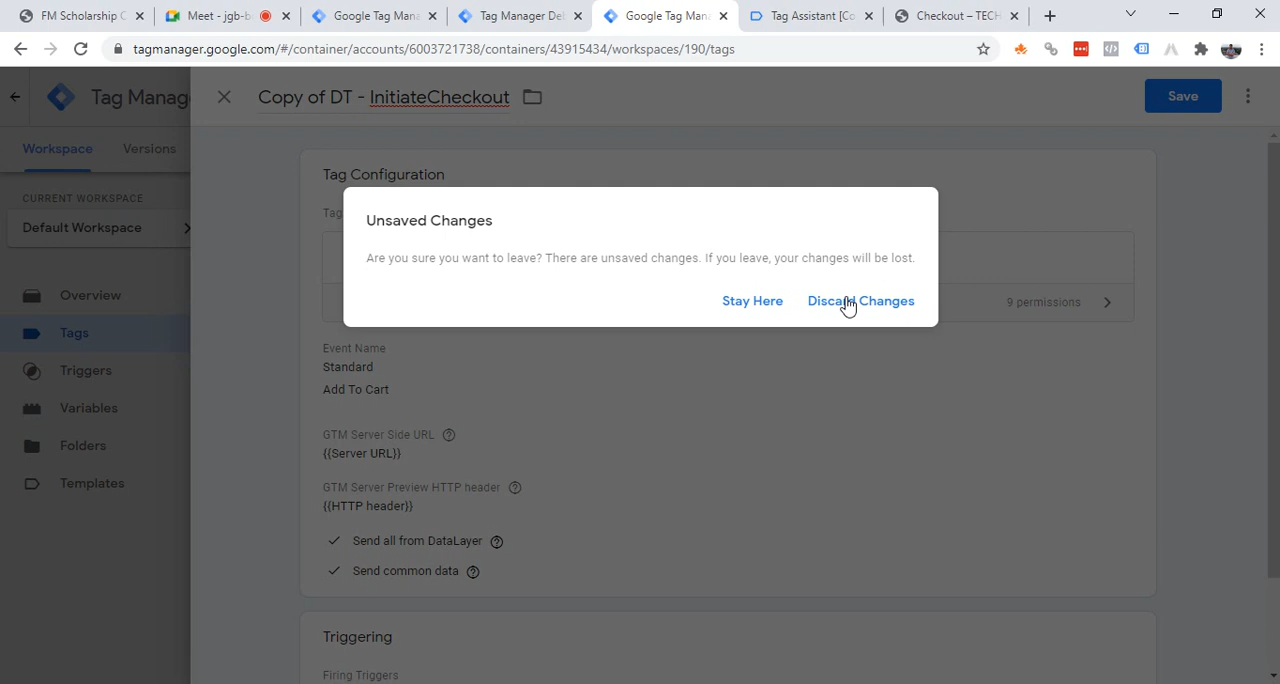 FM Scholarship C
Meet - jgb-b
Google Tag Mana
Tag Manager De
Google Tag Man
Tag Assistant [Co
Checkout – TECH
tagmanager.google.com/#/container/accounts/6003721738/containers/43915434/workspaces/190/tags
Tag Manag
Copy of DT - InitiateCheckout
Save
Workspace
Versions
Tag Configuration
CURRENT WORKSPACE
Default Workspace
Tag
Unsaved Changes
Are you sure you want to leave? There are unsaved changes. If you leave, your changes will be lost.
Stay Here
Discard Changes
9 permissions
Overview
Tags
Triggers
Variables
Folders
Templates
Event Name
Standard
Add To Cart
GTM Server Side URL
{{Server URL}}
GTM Server Preview HTTP header
{{HTTP header}}
Send all from DataLayer
Send common data
Triggering
Firing Triggers